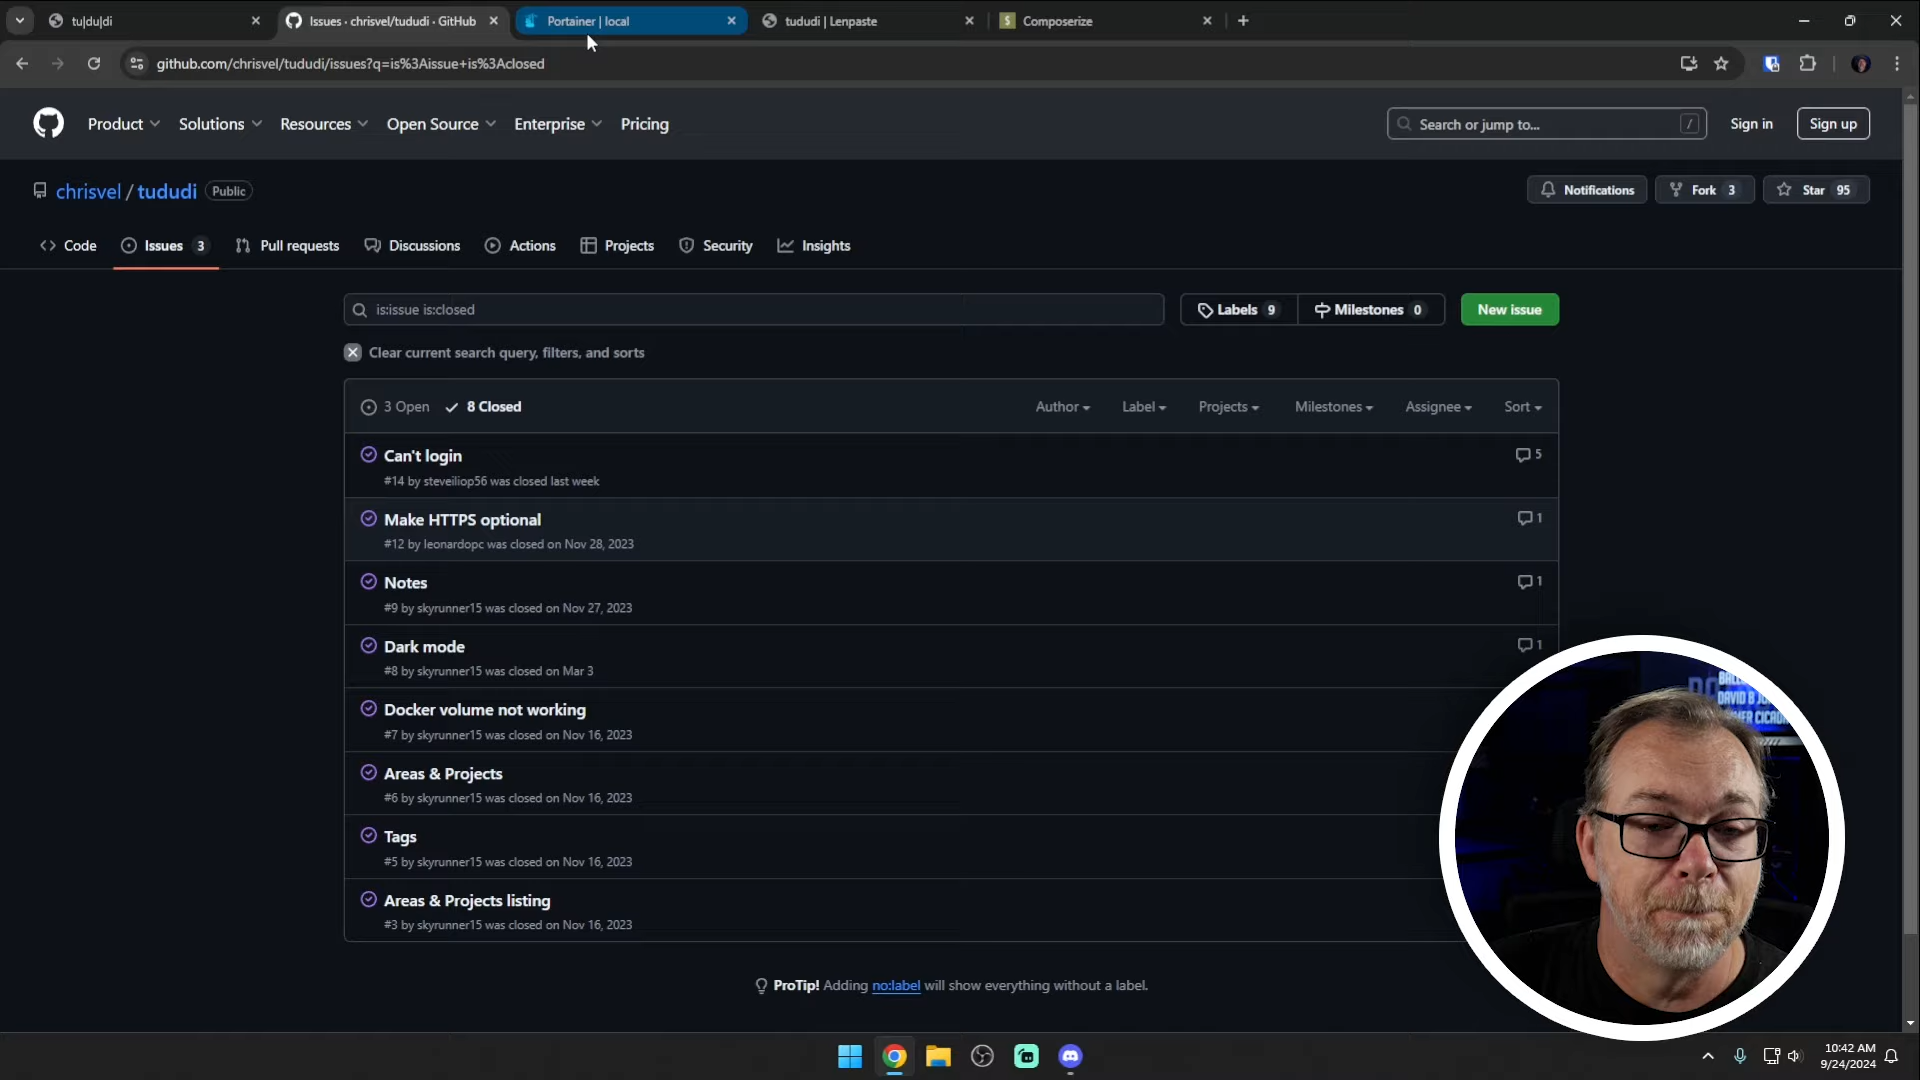 tu|du|di
Issues · chrisvel/tududi · GitHub
Portainer | local
tududi | Lenpaste
$ Composerize
github.com/chrisvel/tududi/issues?q=is%3Aissue+is%3Aclosed
Product Solutions Resources Open Source Enterprise Pricing
Search or jump to... /
Sign in
Sign up
chrisvel / tududi Public
Notifications
Fork 3
Star 95
Code
Issues 3
Pull requests
Discussions
Actions
Projects
Security
Insights
is:issue is:closed
Labels 9
Milestones 0
New issue
Clear current search query, filters, and sorts
3 Open 8 Closed
Author Label Projects Milestones Assignee Sort
Can't login
5
#14 by steveiliop56 was closed last week
Make HTTPS optional
1
#12 by leonardopc was closed on Nov 28, 2023
Notes
1
#9 by skyrunner15 was closed on Nov 27, 2023
Dark mode
1
#8 by skyrunner15 was closed on Mar 3
Docker volume not working
#7 by skyrunner15 was closed on Nov 16, 2023
Areas & Projects
#6 by skyrunner15 was closed on Nov 16, 2023
Tags
#5 by skyrunner15 was closed on Nov 16, 2023
Areas & Projects listing
#3 by skyrunner15 was closed on Nov 16, 2023
ProTip! Adding no:label will show everything without a label.
DAVID B
10:42 AM
9/24/2024